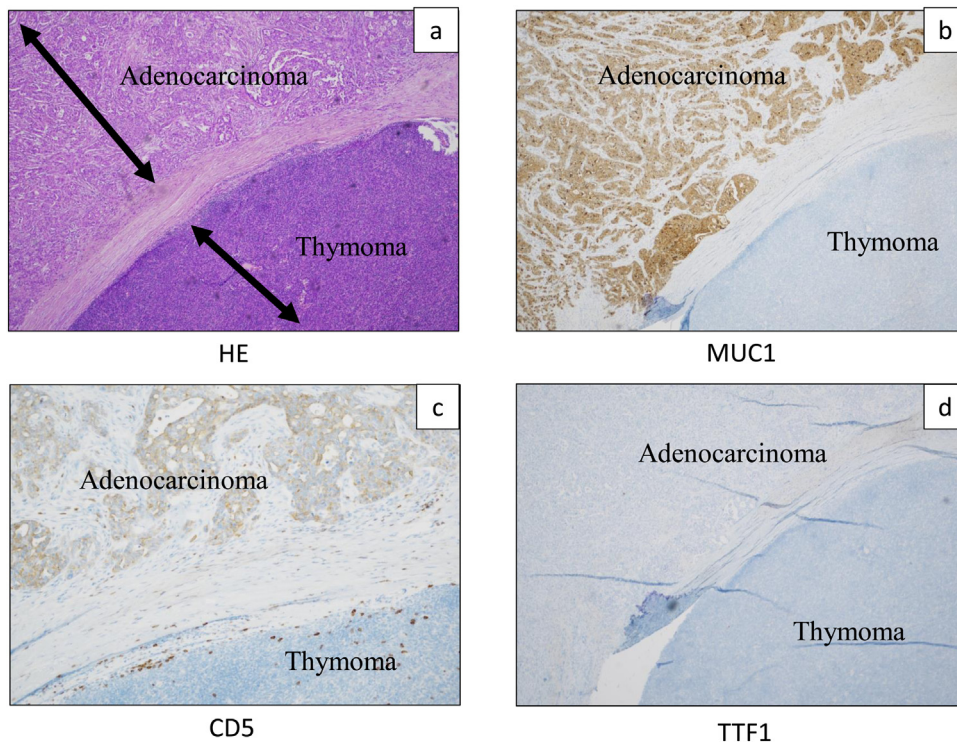 a
Adenocarcinoma
Thymoma
HE
b
Adenocarcinoma
Thymoma
MUC1
c
Adenocarcinoma
Thymoma
CD5
d
Adenocarcinoma
Thymoma
TTF1